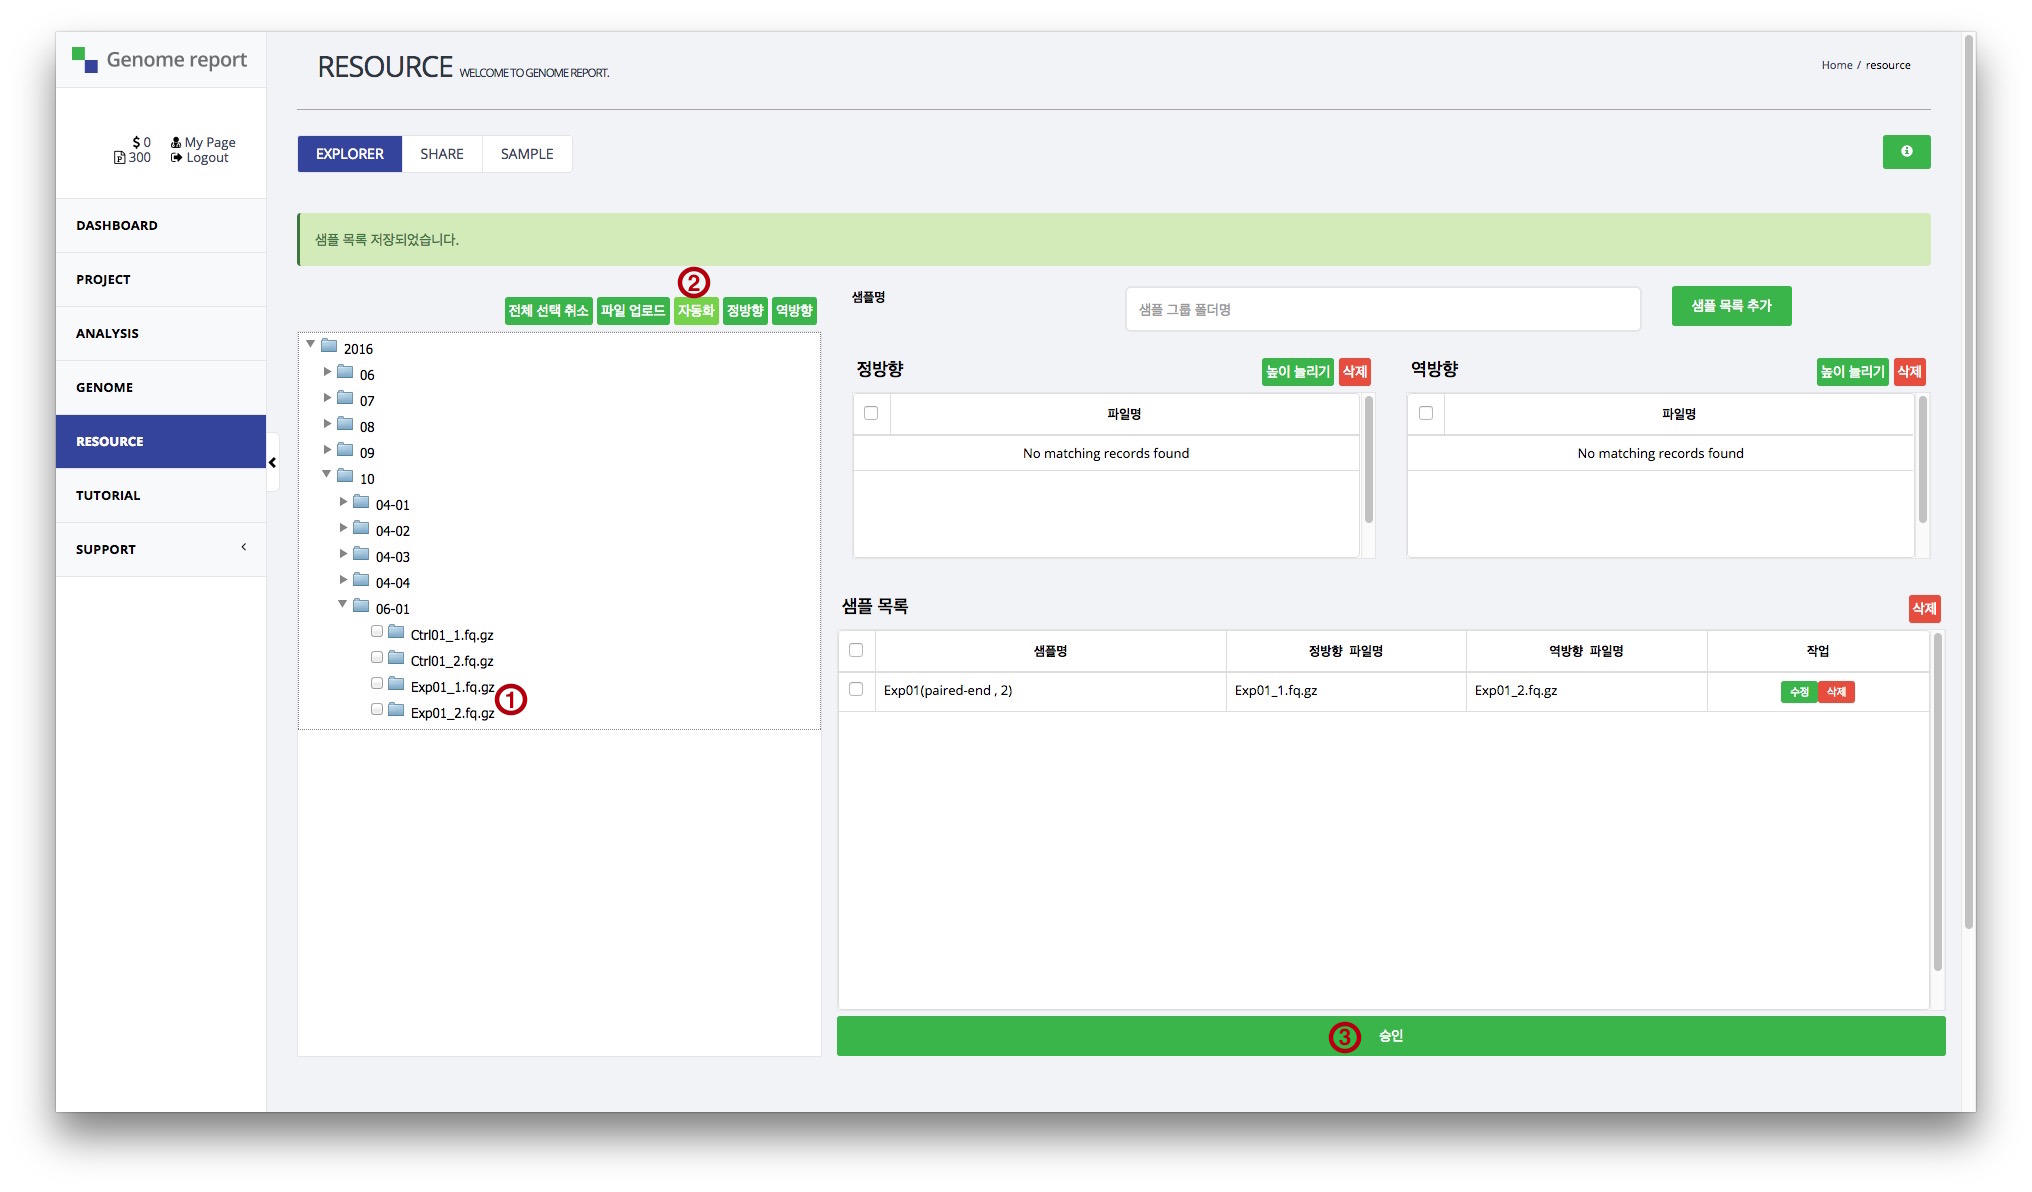 Genome report
$ 0 My Page
300 Logout
DASHBOARD
PROJECT
ANALYSIS
GENOME
RESOURCE
TUTORIAL
SUPPORT
RESOURCE WELCOME TO GENOME REPORT.
Home / resource
EXPLORER SHARE SAMPLE
샘플 목록 저장되었습니다.
②
전체 선택 취소 파일 업로드 자동화 정방향 역방향
2016
06
07
08
09
10
04-01
04-02
04-03
04-04
06-01
Ctrl01_1.fq.gz
Ctrl01_2.fq.gz
Exp01_1.fq.gz
①
Exp01_2.fq.gz
샘플명 샘플 그룹 폴더명 샘플 목록 추가
정방향 높이 늘리기 삭제
파일명
No matching records found
역방향 높이 늘리기 삭제
파일명
No matching records found
샘플 목록 삭제
샘플명 정방향 파일명 역방향 파일명 작업
Exp01(paired-end , 2) Exp01_1.fq.gz Exp01_2.fq.gz 수정 삭제
③ 승인